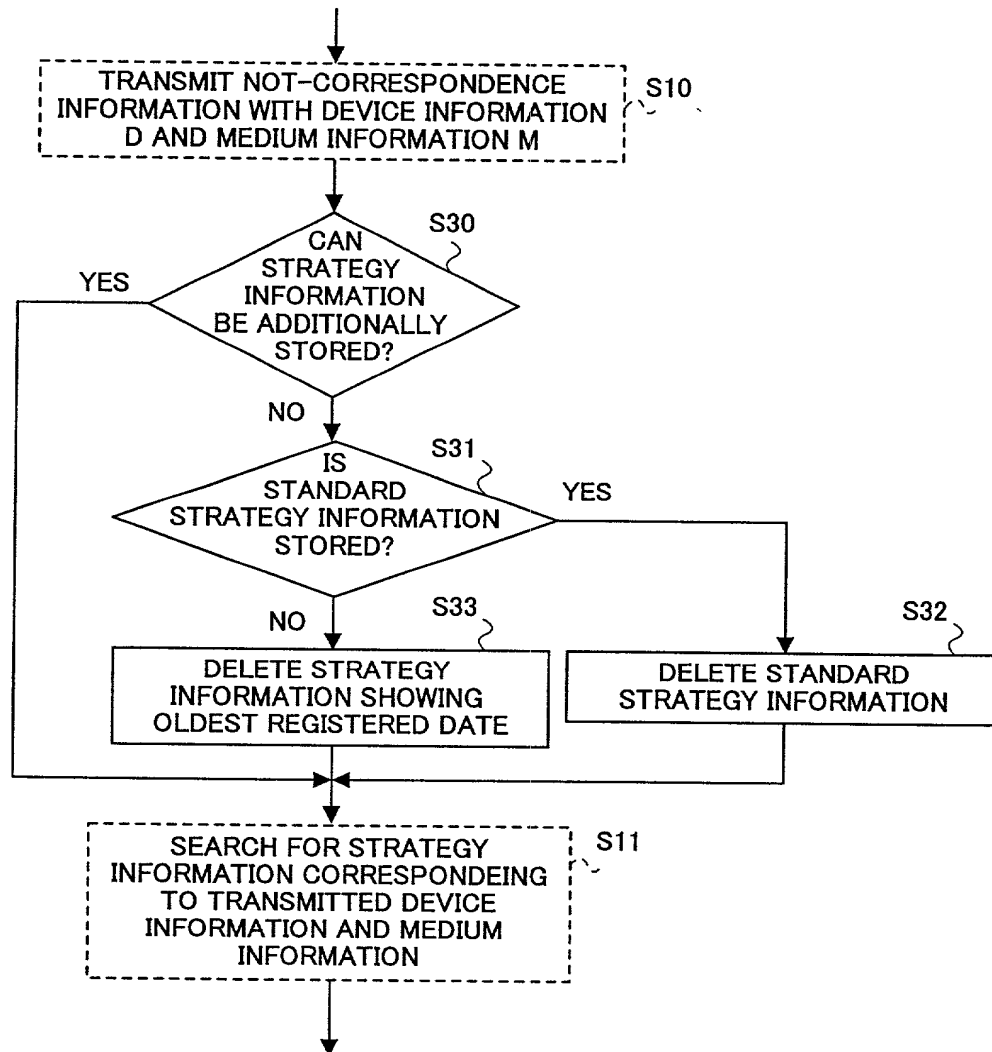 TRANSMIT NOT-CORRESPONDENCE
INFORMATION WITH DEVICE INFORMATION
D AND MEDIUM INFORMATION M
S10
S30
CAN
STRATEGY
INFORMATION
BE ADDITIONALLY
STORED?
YES
NO
S31
IS
STANDARD
STRATEGY INFORMATION
STORED?
YES
NO
S33
DELETE STRATEGY
INFORMATION SHOWING
OLDEST REGISTERED DATE
S32
DELETE STANDARD
STRATEGY INFORMATION
SEARCH FOR STRATEGY
INFORMATION CORRESPONDEING
TO TRANSMITTED DEVICE
INFORMATION AND MEDIUM
INFORMATION
S11